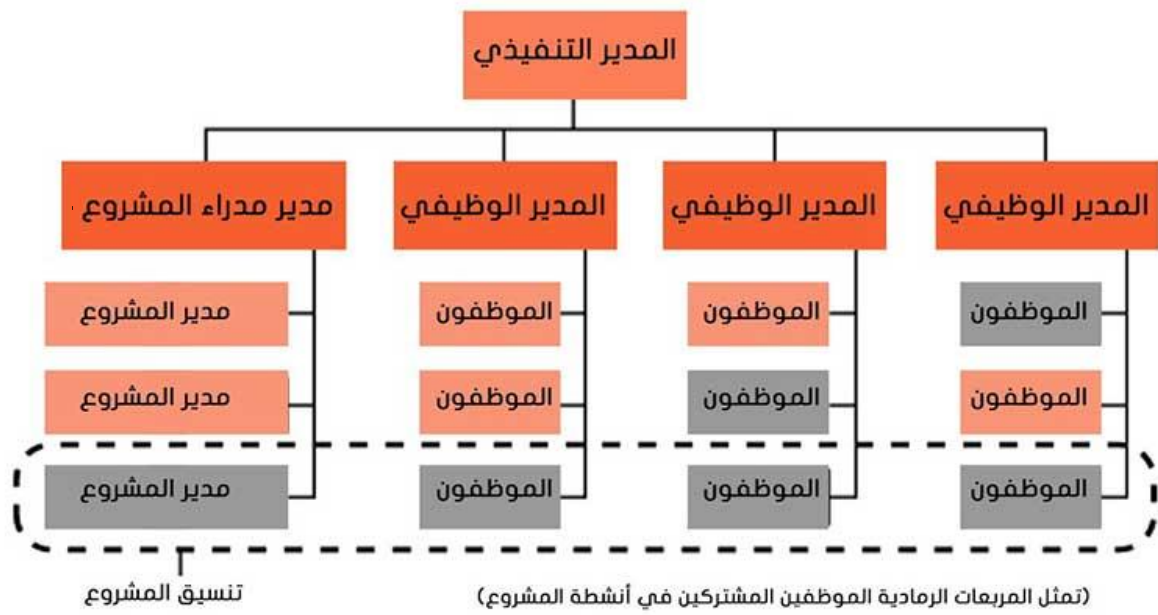 المدير التنفيذي
المدير الوظيفي
المدير الوظيفي
المدير الوظيفي
مدير مدراء المشروع
الموظفون
الموظفون
الموظفون
مدير المشروع
الموظفون
الموظفون
الموظفون
مدير المشروع
الموظفون
الموظفون
الموظفون
مدير المشروع
(تمثل المربعات الرمادية الموظفين المشتركين في أنشطة المشروع)
تنسيق المشروع